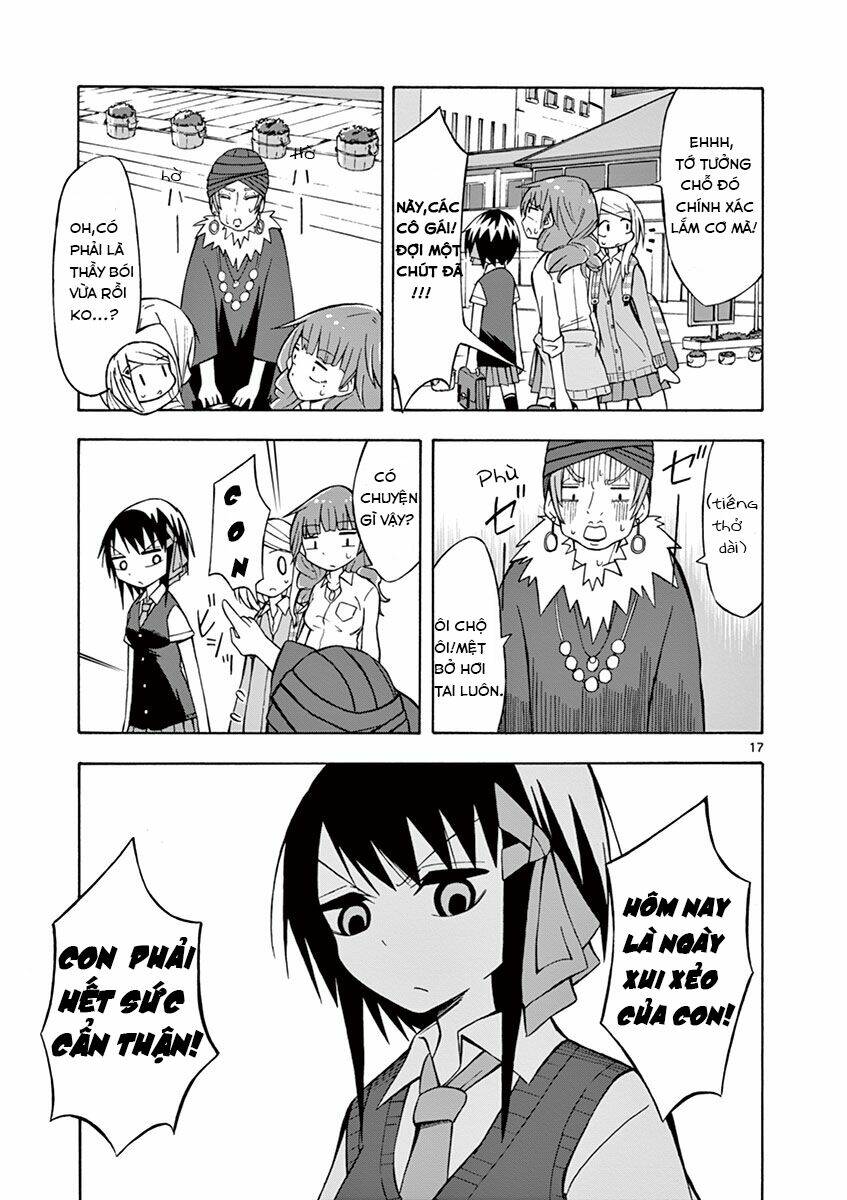 EHHH,
TỚ TƯỞNG
CHỖ ĐÓ
CHÍNH XÁC
LẮM CƠ MÀ!
NÀY,CÁC
CÔ GÁI!
ĐỢI MỘT
CHÚT ĐÃ
!!!
Hờ
hờ
OH,CÓ
PHẢI LÀ
THẦY BÓI
VỪA RỒI
KO...?
(tiếng
thở
dài)
ゼ
Phù
ゼ
ÔI CHỘ
ÔI!MỆT
BỞ HƠI
TAI LUÔN.
CÓ
CHUYỆN
GÌ VẬY?
CON
17
HÔM NAY
LÀ NGÀY
XUI XẺO
CỦA CON!
CON PHẢI
HẾT SỨC
CẨN THẬN!